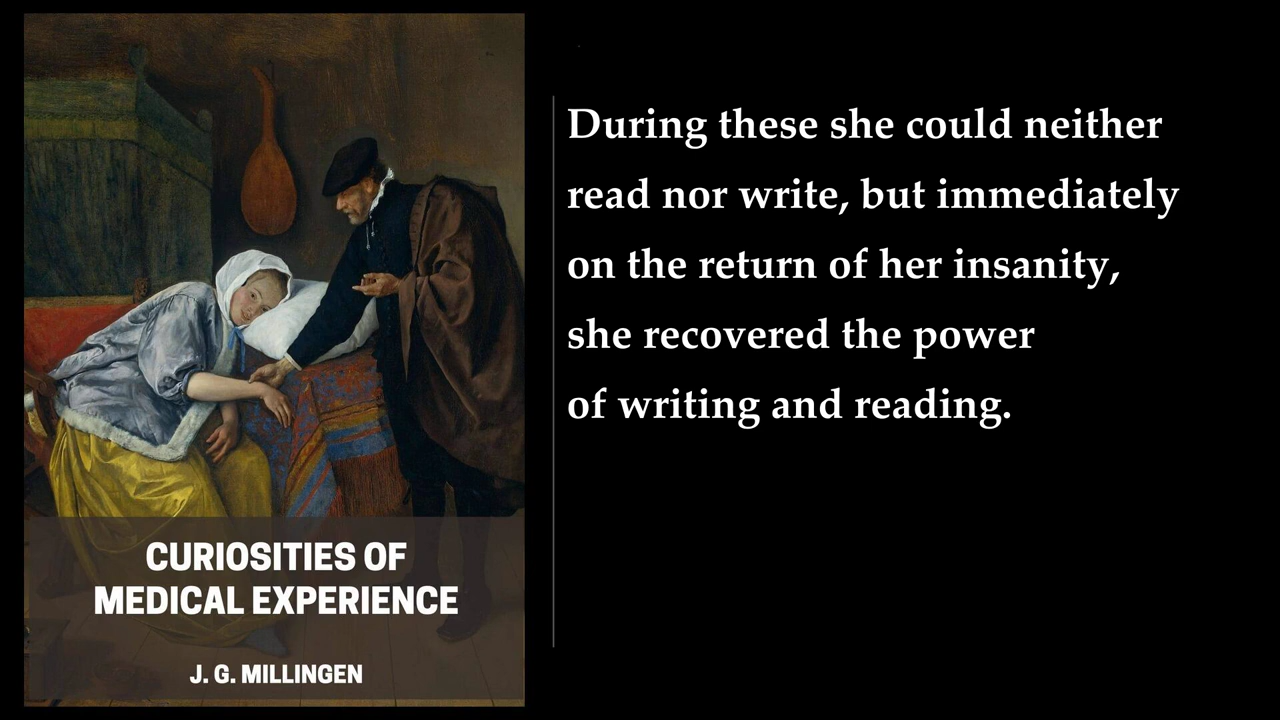 During these she could neither
read nor write, but immediately
on the return of her insanity,
she recovered the power
of writing and reading.
CURIOSITIES OF
MEDICAL EXPERIENCE
J. G. MILLINGEN